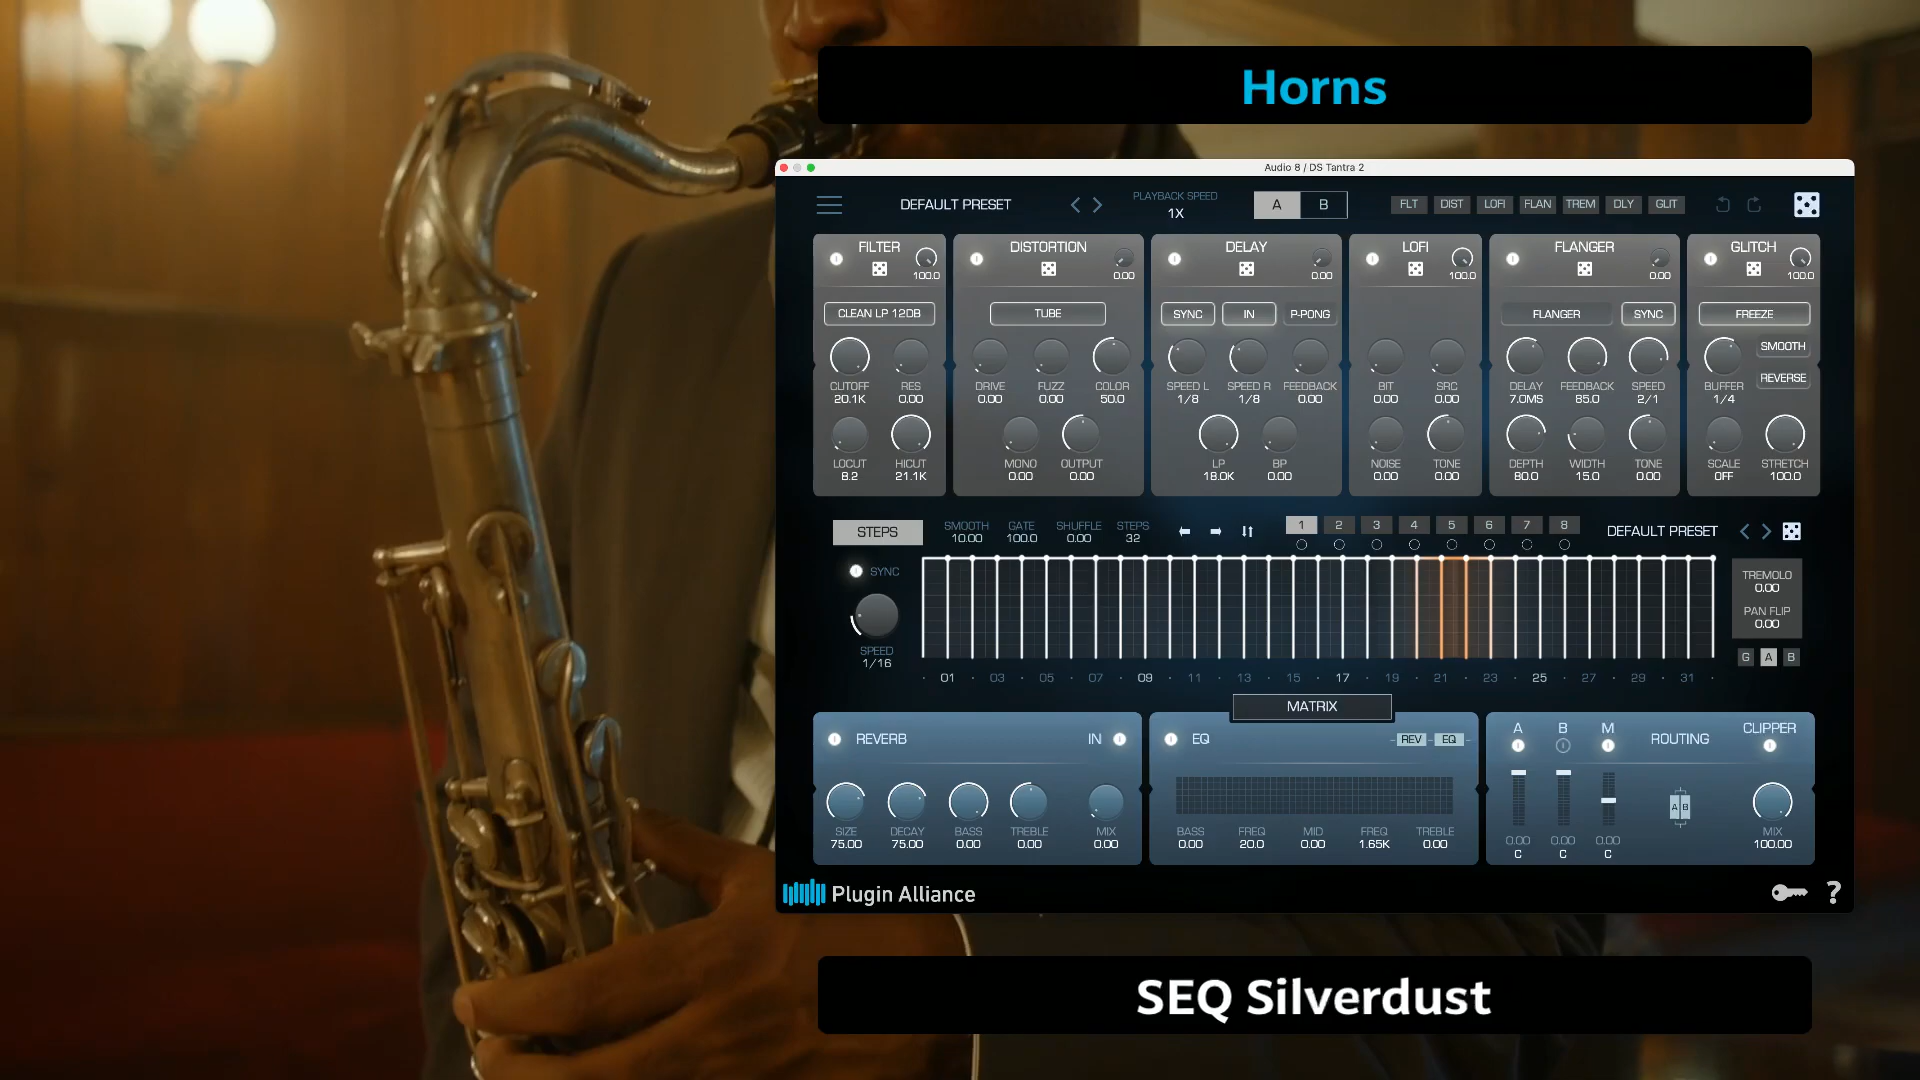 Horns
Audio 8 / DS Tantra 2
DEFAULT PRESET
PLAYBACK SPEED
1X
A B
FLT DIST LOFI FLAN TREM DLY GLIT
FILTER
100.0
CLEAN LP 12DB
CUTOFF RES
20.1K 0.00
LOCUT HICUT
8.2 21.1K
DISTORTION
0.00
TUBE
DRIVE FUZZ COLOR
0.00 0.00 50.0
MONO OUTPUT
0.00 0.00
DELAY
0.00
SYNC IN P-PONG
SPEED L SPEED R FEEDBACK
1/8 1/8 0.00
LP BP
18.0K 0.00
LOFI
100.0
BIT SRC
0.00 0.00
NOISE TONE
0.00 0.00
FLANGER
0.00
FLANGER SYNC
DELAY FEEDBACK SPEED
7.0MS 85.0 2/1
DEPTH WIDTH TONE
80.0 15.0 0.00
GLITCH
100.0
FREEZE
SMOOTH
REVERSE
BUFFER
1/4
SCALE STRETCH
OFF 100.0
STEPS
SMOOTH GATE SHUFFLE STEPS
10.00 100.0 0.00 32
1 2 3 4 5 6 7 8
DEFAULT PRESET
SYNC
SPEED
1/16
TREMOLO
0.00
PAN FLIP
0.00
G A B
01 03 05 07 09 11 13 15 17 19 21 23 25 27 29 31
MATRIX
REVERB IN
SIZE DECAY BASS TREBLE MIX
75.00 75.00 0.00 0.00 0.00
EQ REV EQ
BASS FREQ MID FREQ TREBLE
0.00 20.0 0.00 1.65K 0.00
A B M ROUTING CLIPPER
A B
0.00 0.00 0.00
C C C
MIX
100.00
Plugin Alliance
?
SEQ Silverdust